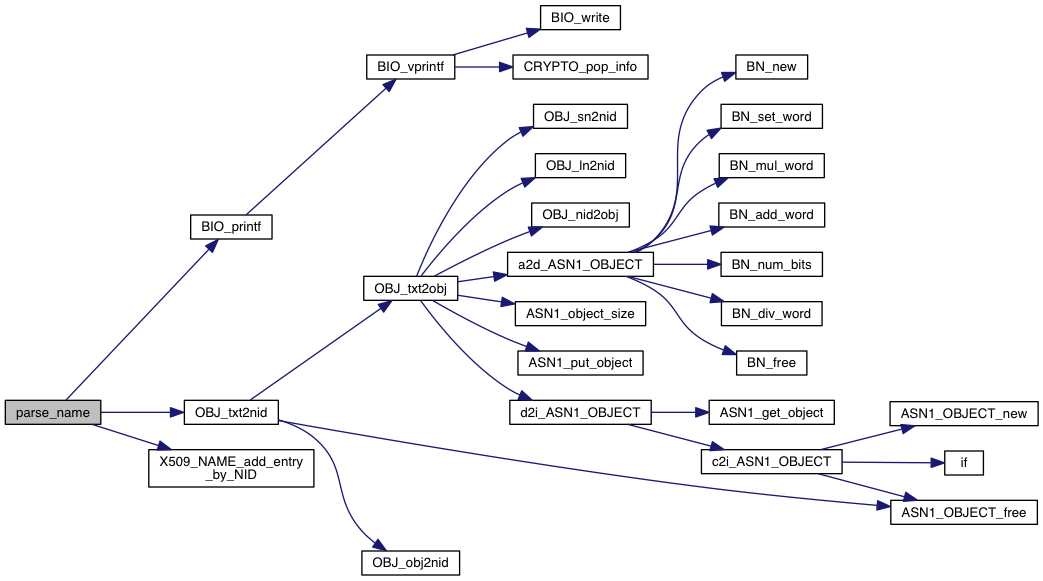 BIO_write
BIO_vprintf
CRYPTO_pop_info
BN_new
OBJ_sn2nid
BN_set_word
OBJ_ln2nid
BN_mul_word
BIO_printf
OBJ_nid2obj
BN_add_word
a2d_ASN1_OBJECT
BN_num_bits
OBJ_txt2obj
ASN1_object_size
BN_div_word
ASN1_put_object
BN_free
parse_name
OBJ_txt2nid
d2i_ASN1_OBJECT
ASN1_get_object
ASN1_OBJECT_new
X509_NAME_add_entry
_by_NID
c2i_ASN1_OBJECT
if
ASN1_OBJECT_free
OBJ_obj2nid